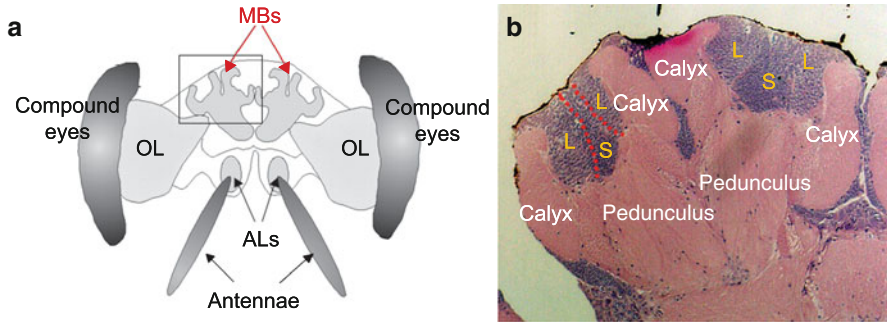 a
MBs
Compound
eyes
OL
OL
Compound
eyes
ALs
Antennae
b
L
L
Calyx
S
L
Calyx
L
S
Calyx
Pedunculus
Calyx
Pedunculus